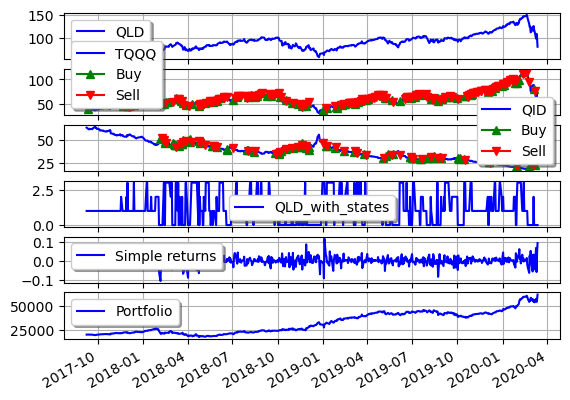 150
100
QLD
TQQQ
Buy
Sell
100
50
QID
Buy
Sell
50
25
2.5
0.0
QLD_with_states
0.1
0.0
−0.1
Simple returns
50000
25000
Portfolio
2017-10
2018-01
2018-04
2018-07
2018-10
2019-01
2019-04
2019-07
2019-10
2020-01
2020-04